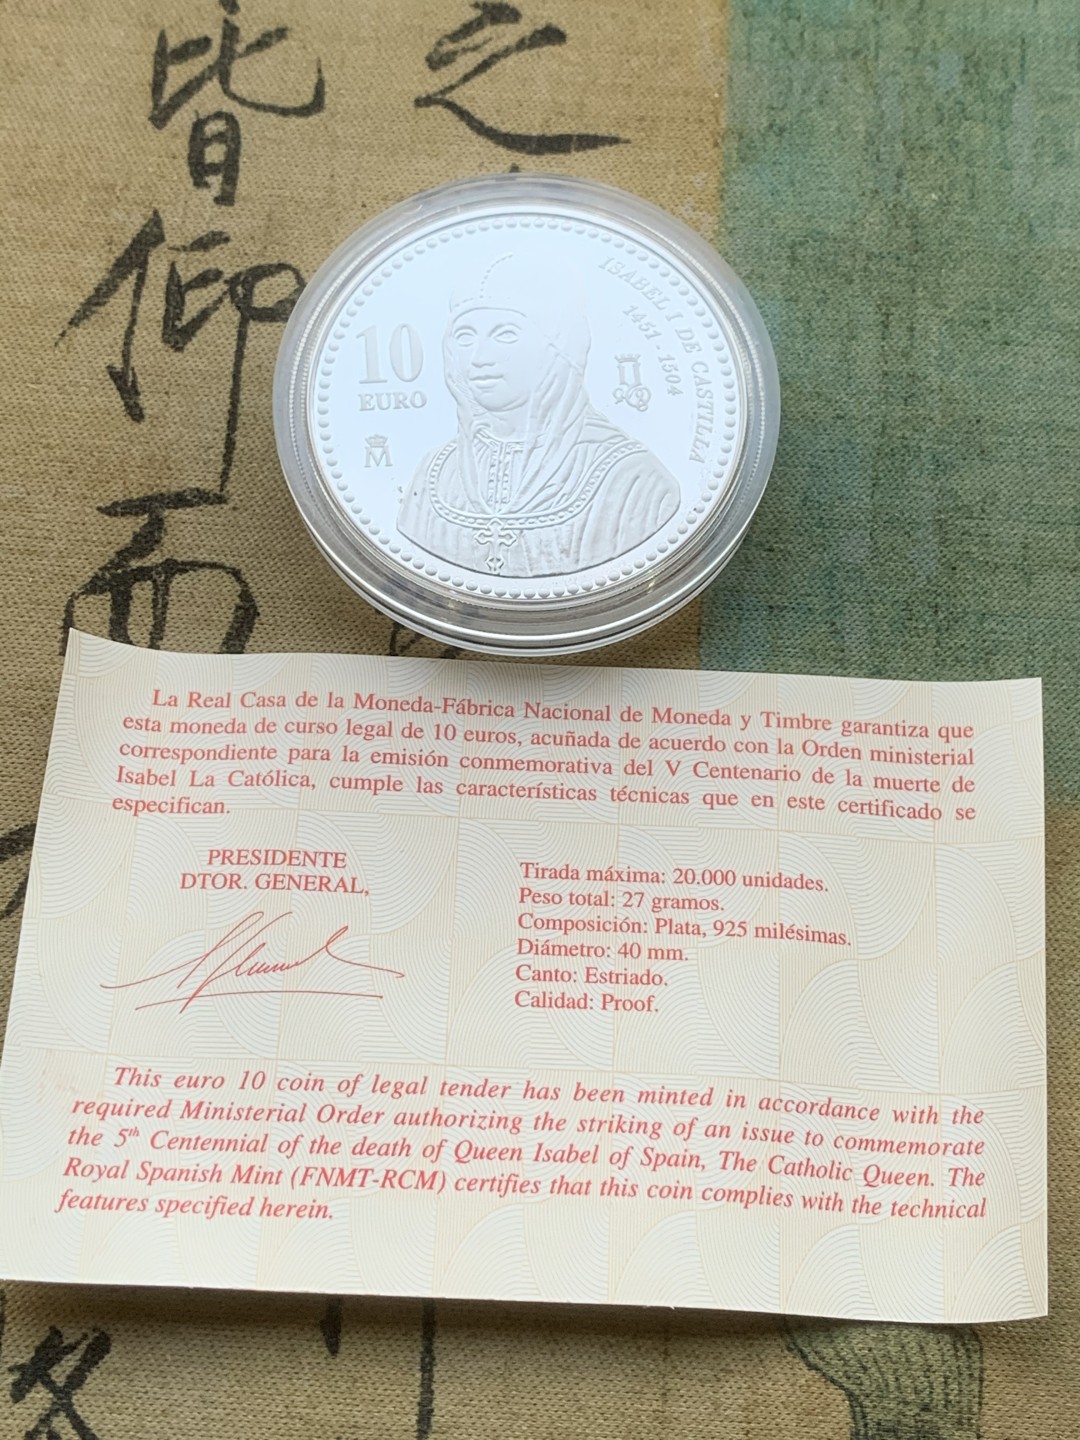 皆
仰
而
之
10
EURO
M
ISABEL I DE CASTILLA
1451 - 1504
La Real Casa de la Moneda-Fábrica Nacional de Moneda y Timbre garantiza que
esta moneda de curso legal de 10 euros, acuñada de acuerdo con la Orden ministerial
correspondiente para la emisión conmemorativa del V Centenario de la muerte de
Isabel La Católica, cumple las características técnicas que en este certificado se
especifican.
PRESIDENTE
DTOR. GENERAL,
Tirada máxima: 20.000 unidades.
Peso total: 27 gramos.
Composición: Plata, 925 milésimas.
Diámetro: 40 mm.
Canto: Estriado.
Calidad: Proof.
This euro 10 coin of legal tender has been minted in accordance with the
required Ministerial Order authorizing the striking of an issue to commemorate
the 5th Centennial of the death of Queen Isabel of Spain, The Catholic Queen. The
Royal Spanish Mint (FNMT-RCM) certifies that this coin complies with the technical
features specified herein.